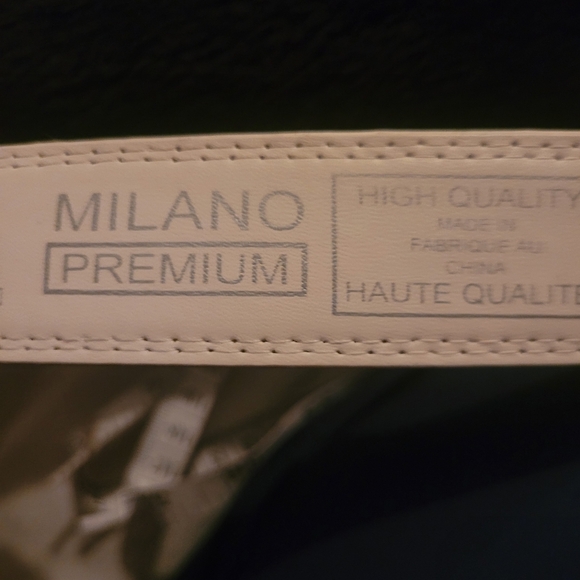 MILANO
PREMIUM
HIGH QUALITY
MADE IN
FABRIQUE AU
CHINA
HAUTE QUALITE